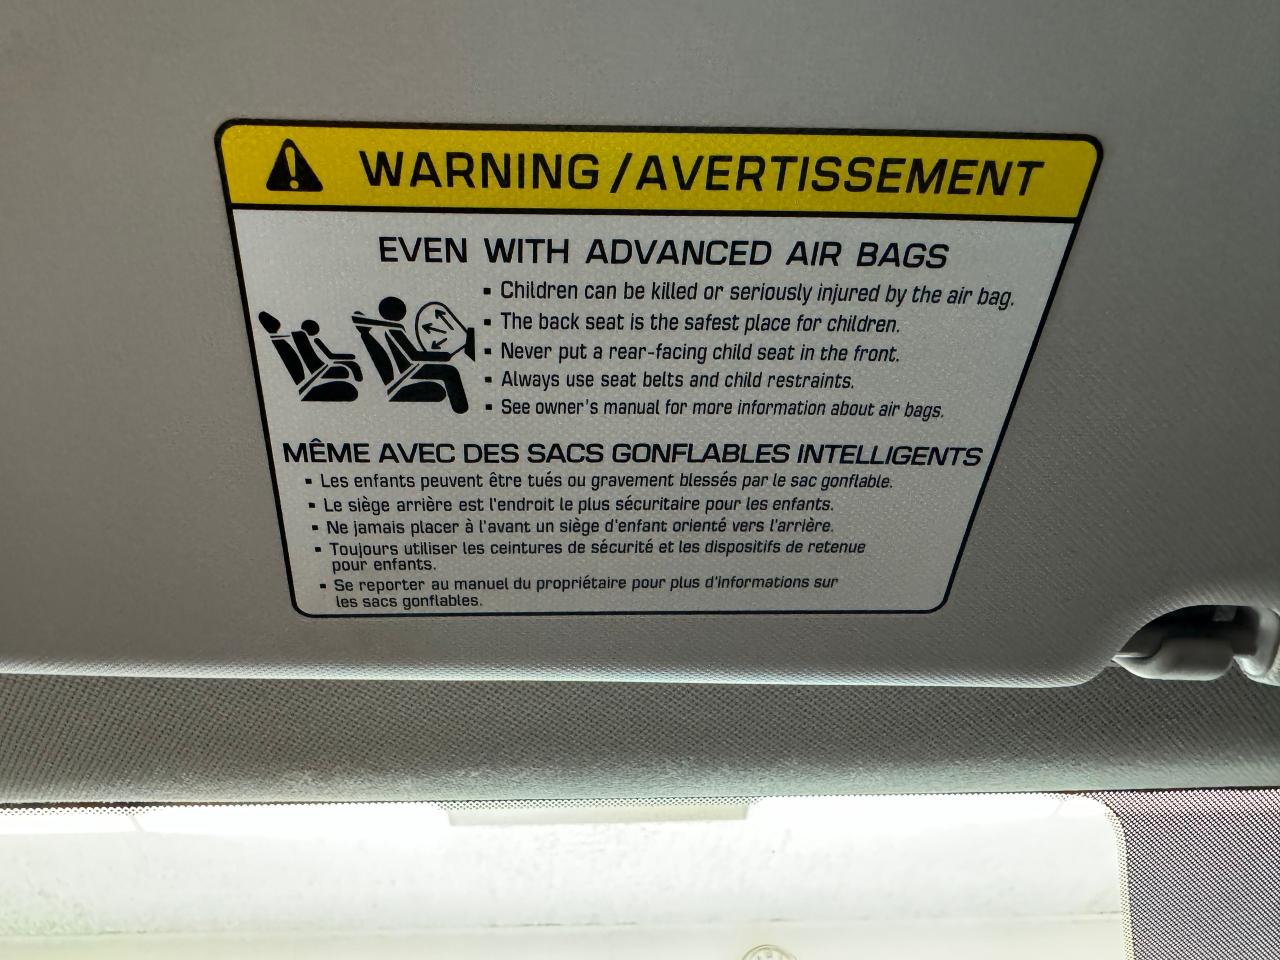 WARNING / AVERTISSEMENT
EVEN WITH ADVANCED AIR BAGS
▪ Children can be killed or seriously injured by the air bag.
▪ The back seat is the safest place for children.
▪ Never put a rear-facing child seat in the front.
▪ Always use seat belts and child restraints.
▪ See owner's manual for more information about air bags.
MÊME AVEC DES SACS GONFLABLES INTELLIGENTS
▪ Les enfants peuvent être tués ou gravement blessés par le sac gonflable.
▪ Le siège arrière est l'endroit le plus sécuritaire pour les enfants.
▪ Ne jamais placer à l'avant un siège d'enfant orienté vers l'arrière.
▪ Toujours utiliser les ceintures de sécurité et les dispositifs de retenue
pour enfants.
▪ Se reporter au manuel du propriétaire pour plus d'informations sur
les sacs gonflables.